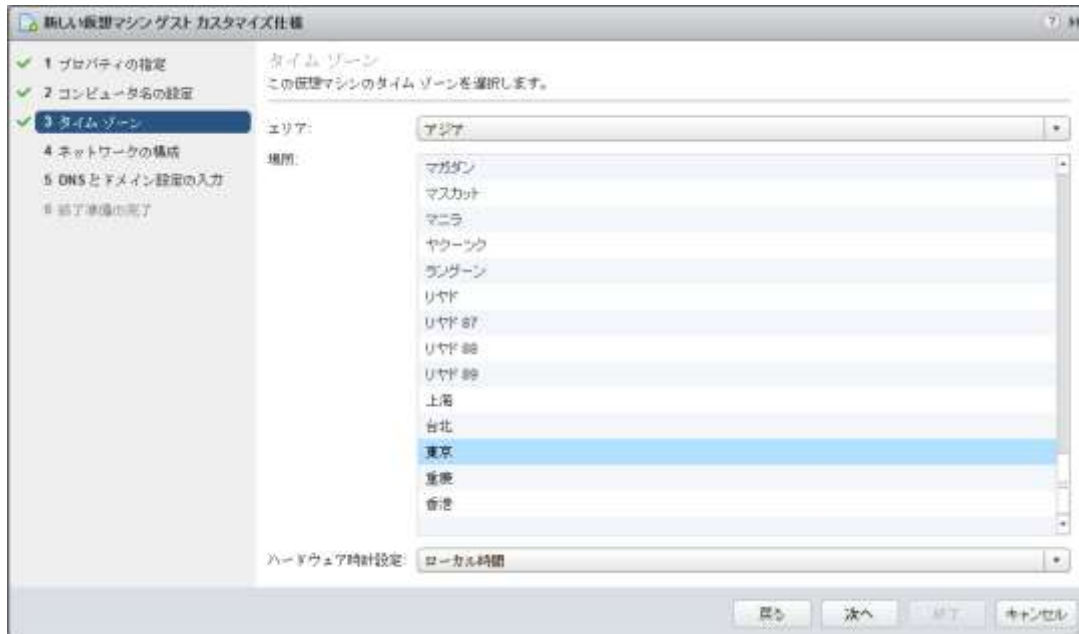 新しい仮想マシン ゲスト カスタマイズ仕様
1 プロパティの指定
2 コンピュータ名の設定
3 タイム ゾーン
4 ネットワークの構成
5 DNS とドメイン設定の入力
6 終了準備の完了
タイム ゾーン
この仮想マシンのタイム ゾーンを選択します。
エリア:
アジア
場所:
マガダン
マスカット
マニラ
ヤクーツク
ラングーン
リヤド
リヤド 87
リヤド 88
リヤド 89
上海
台北
東京
重慶
香港
ハードウェア時計設定:
ローカル時間
戻る
次へ
終了
キャンセル